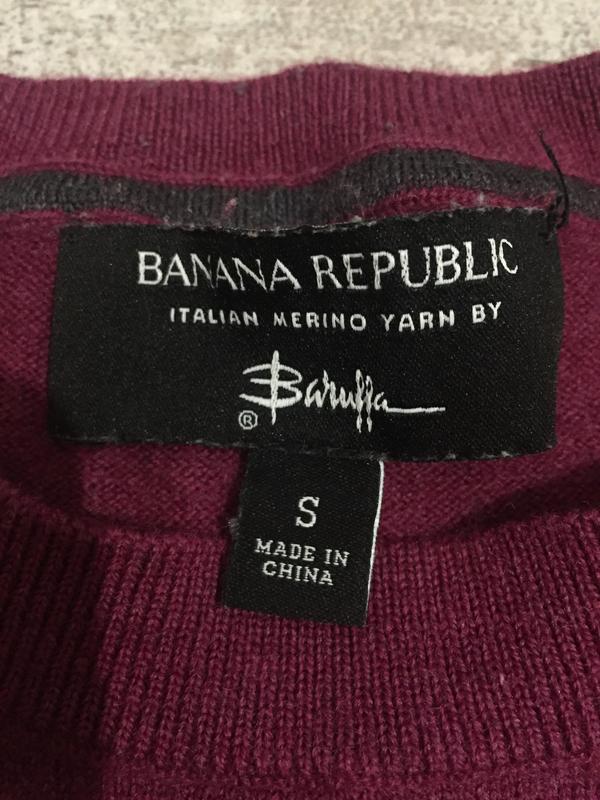 BANANA REPUBLIC
ITALIAN MERINO YARN BY
Baruffa
®
S
MADE IN
CHINA